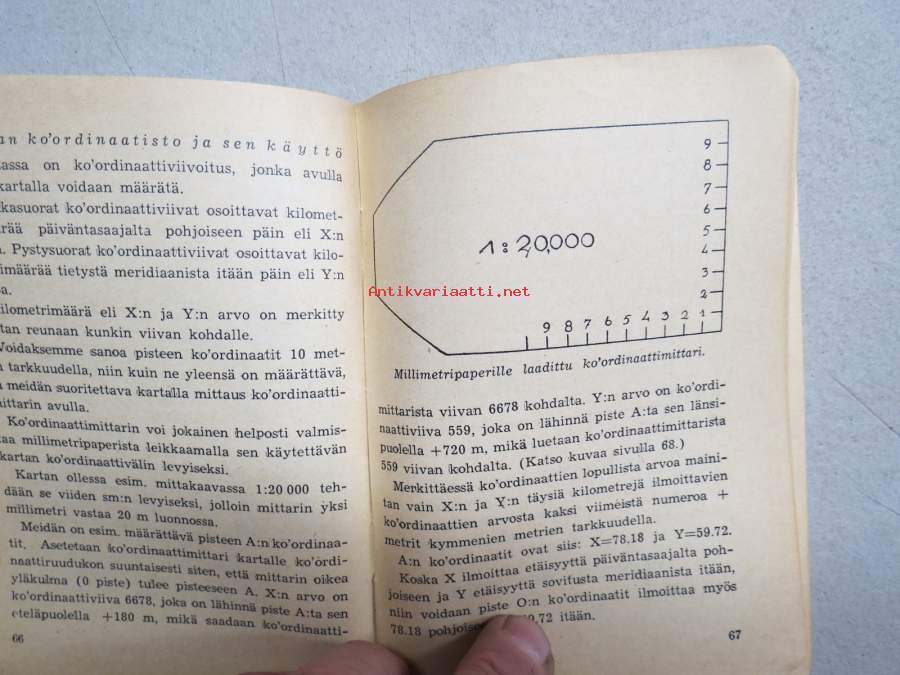 an ko'ordinaatisto ja sen käyttö
assa on ko'ordinaattiviivoitus, jonka avulla
kartalla voidaan määrätä.
kasuorat ko'ordinaattiviivat osoittavat kilomet-
rää päiväntasaajalta pohjoiseen päin eli X:n
Pystysuorat ko'ordinaattiviivat osoittavat kilo-
rimäärää tietystä meridiaanista itään päin eli Y:n
oa.
ilometrimäärä eli X:n ja Y:n arvo on merkitty
rtan reunaan kunkin viivan kohdalle.
Voidaksemme sanoa pisteen ko'ordinaatit 10 met-
n tarkkuudella, niin kuin ne yleensä on määrättävä,
n meidän suoritettava kartalla mittaus ko'ordinaatti-
nittarin avulla.
Ko'ordinaattimittarin voi jokainen helposti valmis-
taa millimetripaperista leikkaamalla sen käytettävän
kartan ko'ordinaattivälin levyiseksi.
Kartan ollessa esim. mittakaavassa 1:20 000 teh-
dään se viiden sm:n levyiseksi, jolloin mittarin yksi
millimetri vastaa 20 m luonnossa.
Meidän on esim. määrättävä pisteen A:n ko'ordinaa-
tit. Asetetaan ko'ordinaattimittari kartalle ko'ordi-
naattiruudukon suuntaisesti siten, että mittarin oikea
yläkulma (0 piste) tulee pisteeseen A. X:n arvo on
ko'ordinaattiviiva 6678, joka on lähinnä piste A:ta sen
eteläpuolella +180 m, mikä saadaan ko'ordinaatti-
66
9
8
7
6
5
4
3
2
1:20,000
9 8 7 6 5 4 3 2 1
Antikvariaatti.net
Millimetripaperille laadittu ko'ordinaattimittari.
mittarista viivan 6678 kohdalta. Y:n arvo on ko'ordi-
naattiviiva 559, joka on lähinnä piste A:ta sen länsi-
puolella +720 m, mikä luetaan ko'ordinaattimittarista
559 viivan kohdalta. (Katso kuvaa sivulla 68.)
Merkittäessä ko'ordinaattien lopullista arvoa maini-
tan vain X:n ja Y:n täysiä kilometrejä ilmoittavien
ko'ordinaattien arvosta kaksi viimeistä numeroa +
metrit kymmenien metrien tarkkuudella.
A:n ko'ordinaatit ovat siis: X=78.18 ja Y=59.72.
Koska X ilmoittaa etäisyyttä päiväntasaajalta poh-
joiseen ja Y etäisyyttä sovitusta meridiaanista itään,
niin voidaan piste O:n ko'ordinaatit ilmoittaa myös
78.18 pohjoise 9.72 itään.
67